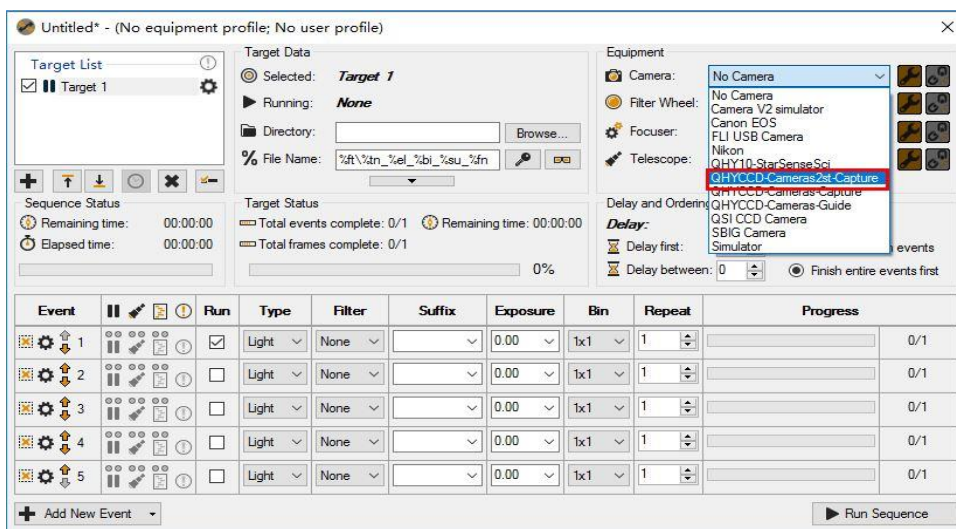 Untitled* - (No equipment profile; No user profile)
Target List
Target 1
Sequence Status
Remaining time: 00:00:00
Elapsed time: 00:00:00
Target Data
Selected: Target 1
Running: None
Directory: Browse...
File Name: %ft\%tn_%el_%bi_%su_%fn
Target Status
Total events complete: 0/1 Remaining time: 00:00:00
Total frames complete: 0/1
0%
Equipment
Camera: No Camera
Filter Wheel:
Focuser:
Telescope:
No Camera
Camera V2 simulator
Canon EOS
FLI USB Camera
Nikon
QHY10-StarSenseSci
QHYCCD-Cameras2st-Capture
QHYCCD-Cameras-Capture
QHYCCD-Cameras-Guide
QSI CCD Camera
SBIG Camera
Simulator
Delay and Ordering
Delay:
Delay first: events
Delay between: 0 Finish entire events first
Event Run Type Filter Suffix Exposure Bin Repeat Progress
1 Light None 0.00 1x1 1 0/1
2 Light None 0.00 1x1 1 0/1
3 Light None 0.00 1x1 1 0/1
4 Light None 0.00 1x1 1 0/1
5 Light None 0.00 1x1 1 0/1
Add New Event Run Sequence